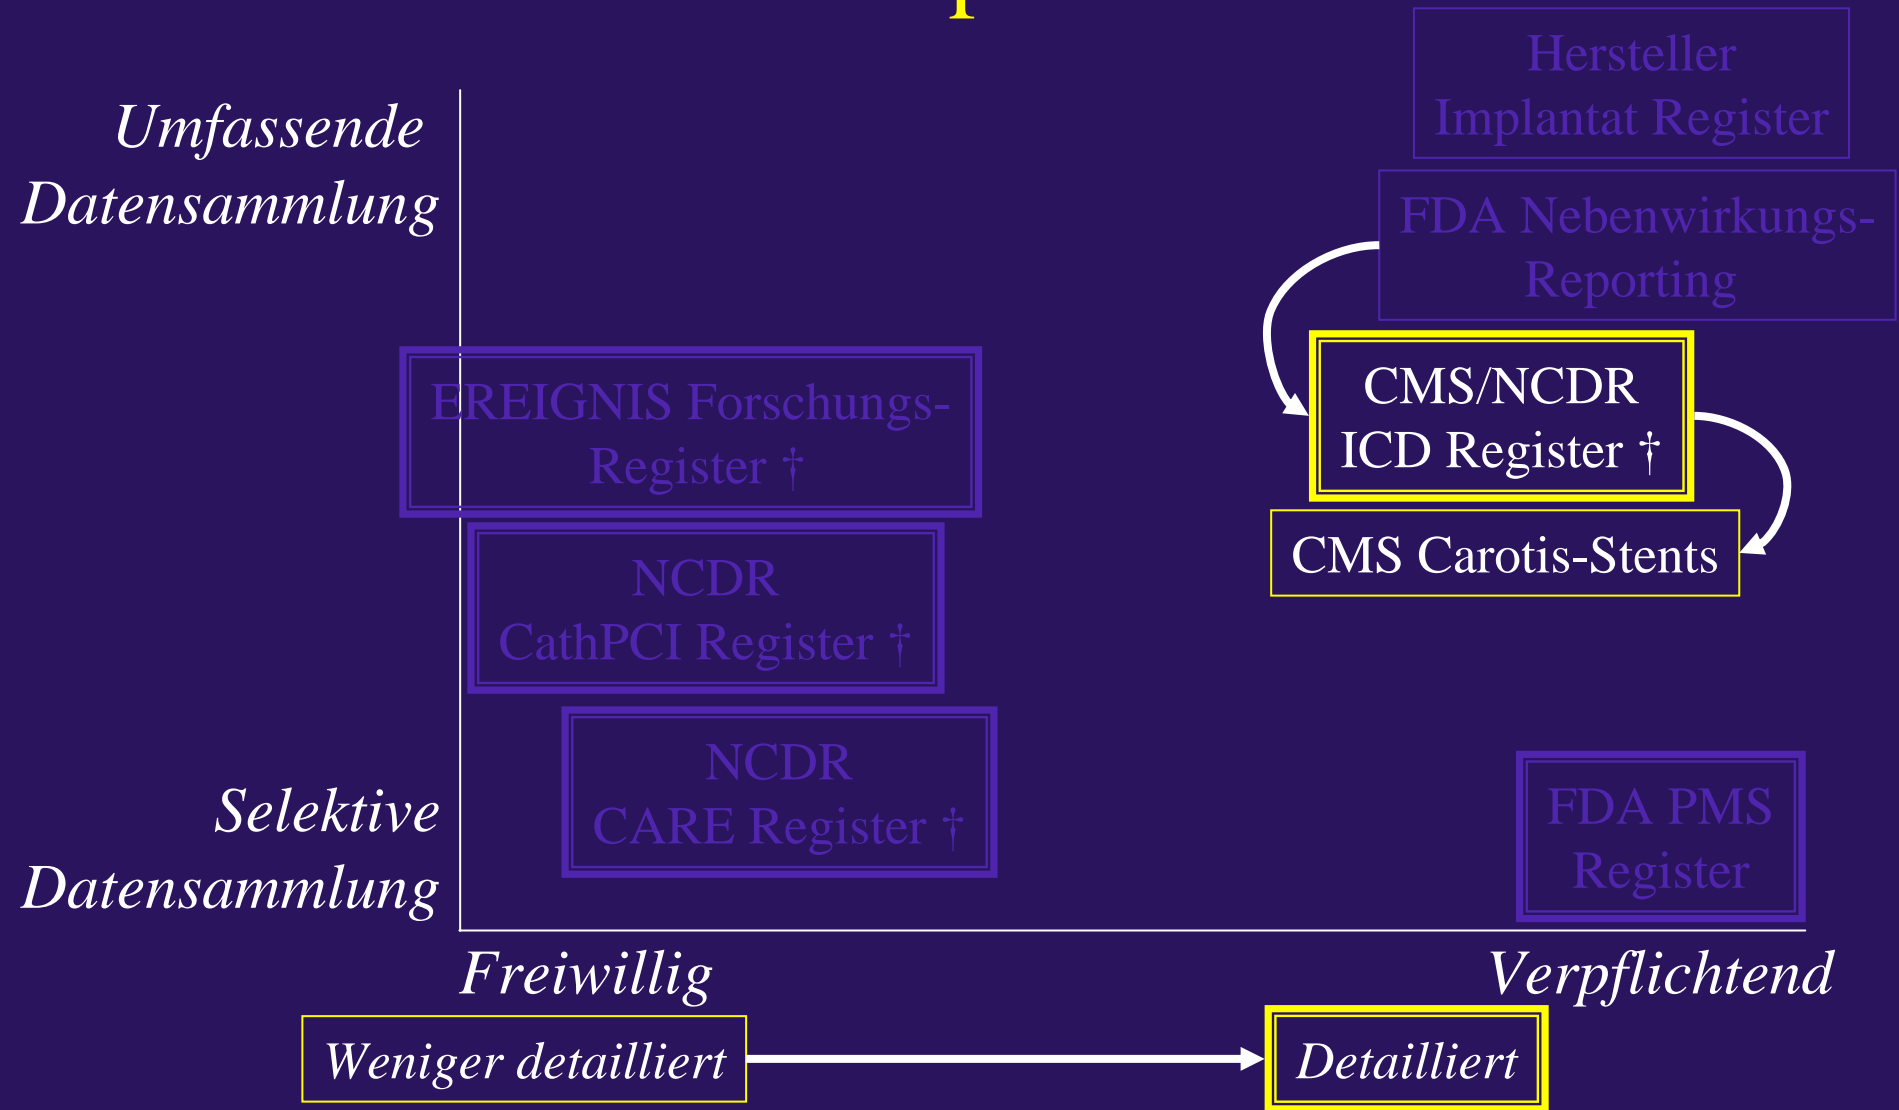 Hersteller
Implantat Register
Umfassende
Datensammlung
FDA Nebenwirkungs-
Reporting
EREIGNIS Forschungs-
Register †
CMS/NCDR
ICD Register †
CMS Carotis-Stents
NCDR
CathPCI Register †
NCDR
CARE Register †
FDA PMS
Register
Selektive
Datensammlung
Freiwillig
Verpflichtend
Weniger detailliert
Detailliert